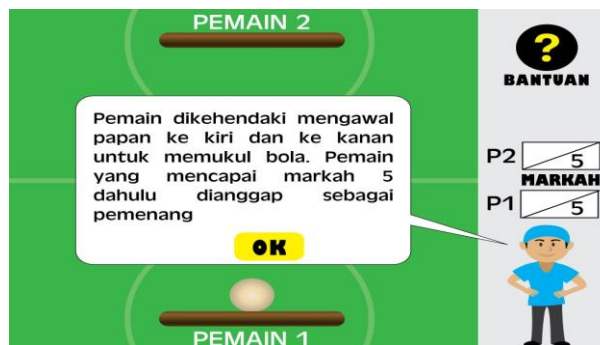 PEMAIN 2
?
BANTUAN
Pemain dikehendaki mengawal
papan ke kiri dan ke kanan
untuk memukul bola. Pemain
yang mencapai markah 5
dahulu dianggap sebagai
pemenang
OK
P2 5
MARKAH
P1 5
PEMAIN 1